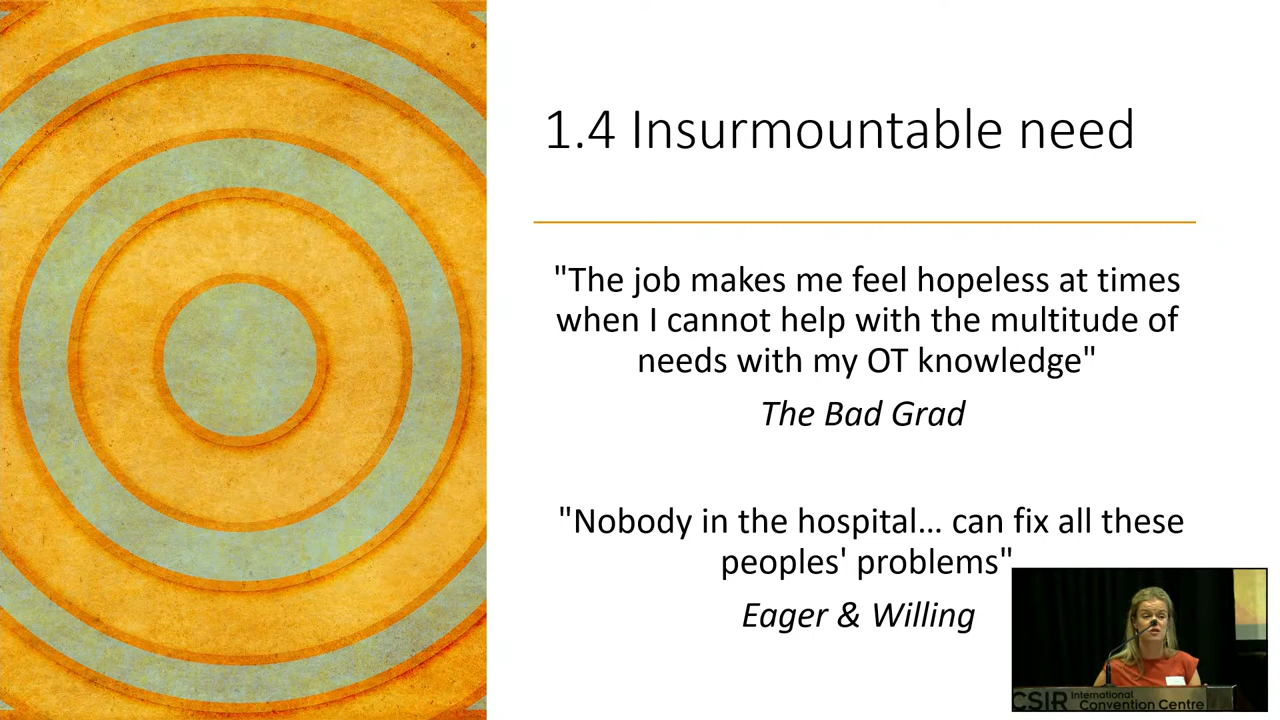 1.4 Insurmountable need
"The job makes me feel hopeless at times
when I cannot help with the multitude of
needs with my OT knowledge"
The Bad Grad
"Nobody in the hospital... can fix all these
peoples' problems"
Eager & Willing
CSIR International
Convention Centre